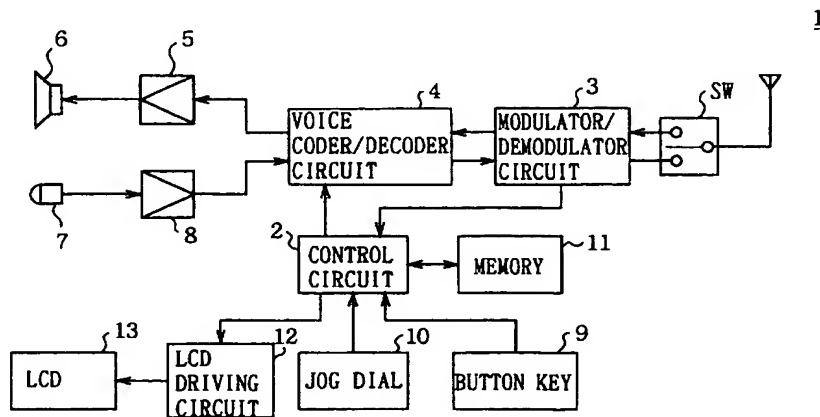 1
6
5
4
3
SW
VOICE
CODER/DECODER
CIRCUIT
MODULATOR/
DEMODULATOR
CIRCUIT
7
8
2
CONTROL
CIRCUIT
11
MEMORY
13
LCD
12
LCD
DRIVING
CIRCUIT
10
JOG DIAL
9
BUTTON KEY